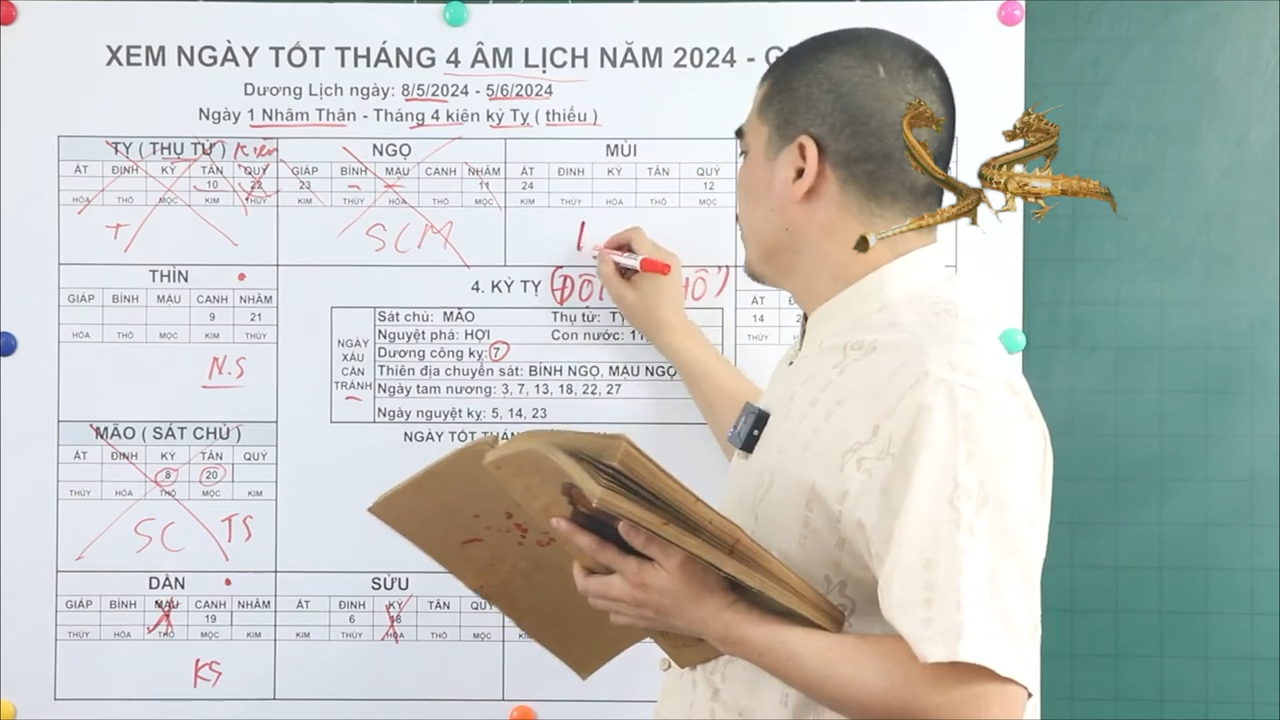 XEM NGÀY TỐT THÁNG 4 ÂM LỊCH NĂM 2024 -
Dương Lịch ngày: 8/5/2024 - 5/6/2024
Ngày 1 Nhâm Thân - Tháng 4 kiện kỷ Tỵ ( thiếu )
TỴ ( THỤ TỬ ) Kiến
ẤT ĐINH KỶ TÂN QUÝ
10 22
HỎA THỔ MỘC KIM THỦY
T
NGỌ
GIÁP BÍNH MẬU CANH NHÂM
23 11
KIM THỦY HỎA THỔ MỘC
SCM
MÙI
ẤT ĐINH KỶ TÂN QUÝ
24 12
KIM THỦY HỎA THỔ MỘC
THÌN
GIÁP BÍNH MẬU CANH NHÂM
9 21
HỎA THỔ MỘC KIM THỦY
N.S
4. KỶ TỴ
ẤT
14
THỦY
NGÀY XẤU CẦN TRÁNH
Sát chủ: MÃO Thụ tử: TỴ
Nguyệt phá: HỢI Con nước: 11,
Dương công kỵ: 7
Thiên địa chuyển sát: BÍNH NGỌ, MẬU NGỌ
Ngày tam nương: 3, 7, 13, 18, 22, 27
Ngày nguyệt kỵ: 5, 14, 23
NGÀY TỐT
MÃO ( SÁT CHỦ )
ẤT ĐINH KỶ TÂN QUÝ
8 20
THỦY HỎA THỔ MỘC KIM
SC TS
DẦN
GIÁP BÍNH MẬU CANH NHÂM
19
THỦY HỎA THỔ MỘC KIM
KS
SỬU
ẤT ĐINH KỶ TÂN QUÝ
6 18
KIM THỦY HỎA THỔ MỘC